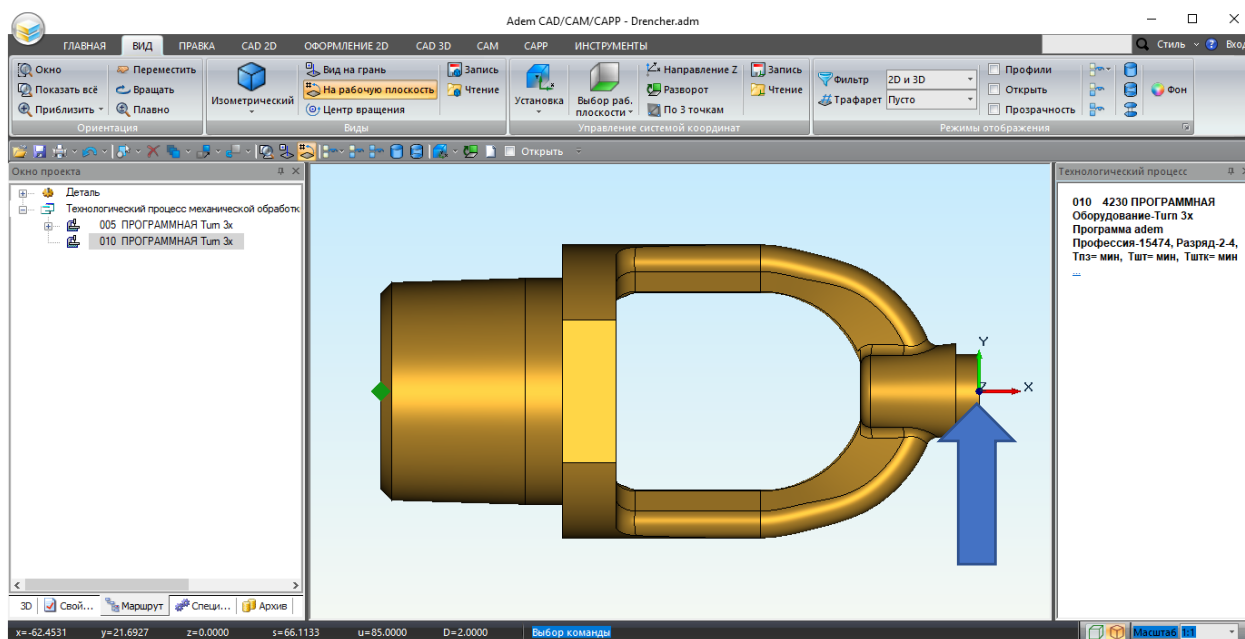 Adem CAD/CAM/CAPP - Drencher.adm
ГЛАВНАЯ ВИД ПРАВКА CAD 2D ОФОРМЛЕНИЕ 2D CAD 3D CAM CAPP ИНСТРУМЕНТЫ Стиль Вход
Окно Переместить Вид на грань Запись Направление Z Запись Профили
Показать всё Вращать На рабочую плоскость Чтение Разворот Чтение Фильтр 2D и 3D Открыть Фон
Приблизить Плавно Изометрический Центр вращения Установка Выбор раб. плоскости По 3 точкам Трафарет Пусто Прозрачность
Ориентация Виды Управление системой координат Режимы отображения
Открыть
Окно проекта
Деталь
Технологический процесс механической обработк
005 ПРОГРАММНАЯ Turn 3x
010 ПРОГРАММНАЯ Turn 3x
Y
Z X
Технологический процесс
010 4230 ПРОГРАММНАЯ
Оборудование-Turn 3x
Программа adem
Профессия-15474, Разряд-2-4,
Тпз= мин, Тшт= мин, Тштк= мин
...
3D Свой... Маршрут Специ... Архив
x=-62.4531 y=21.6927 z=0.0000 s=66.1133 u=85.0000 D=2.0000 Выбор команды Масштаб 1:1